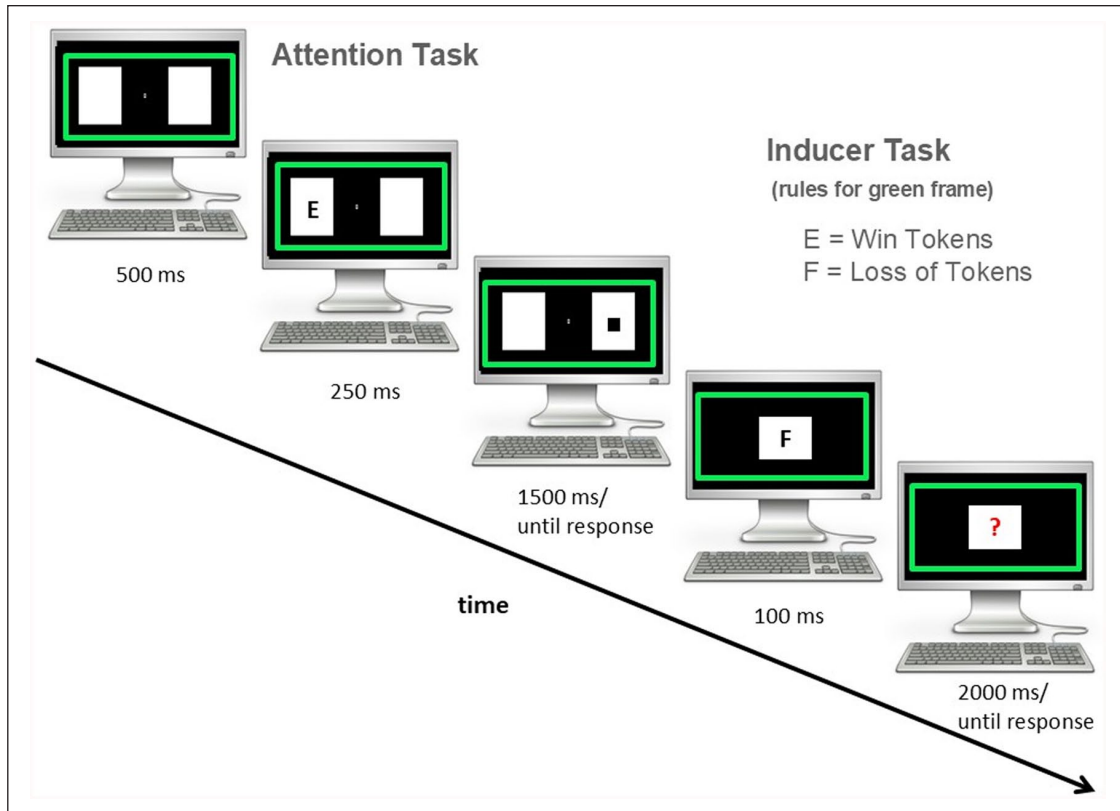 Attention Task
500 ms
E
250 ms
Inducer Task
(rules for green frame)
E = Win Tokens
F = Loss of Tokens
1500 ms/
until response
F
100 ms
?
2000 ms/
until response
time